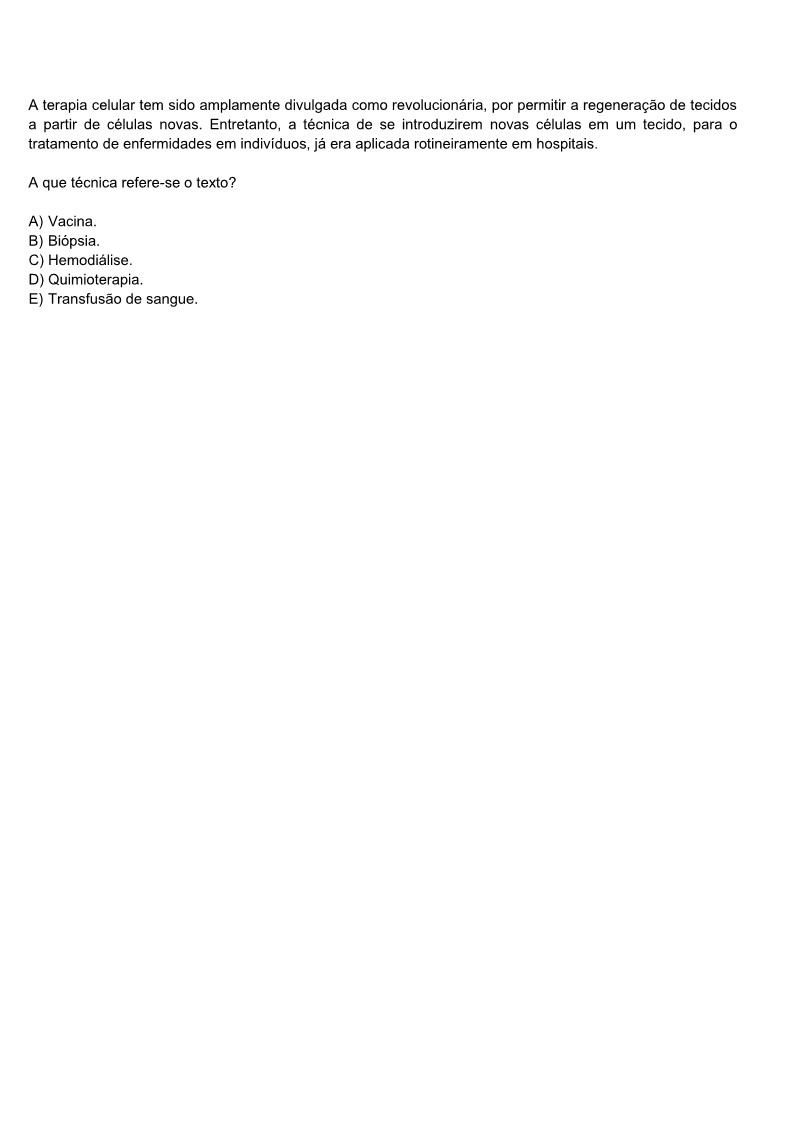 A terapia celular tem sido amplamente divulgada como revolucionária, por permitir a regeneração de tecidos
a partir de células novas. Entretanto, a técnica de se introduzirem novas células em um tecido, para o
tratamento de enfermidades em indivíduos, já era aplicada rotineiramente em hospitais.
A que técnica refere-se o texto?
A) Vacina.
B) Biópsia.
C) Hemodiálise.
D) Quimioterapia.
E) Transfusão de sangue.